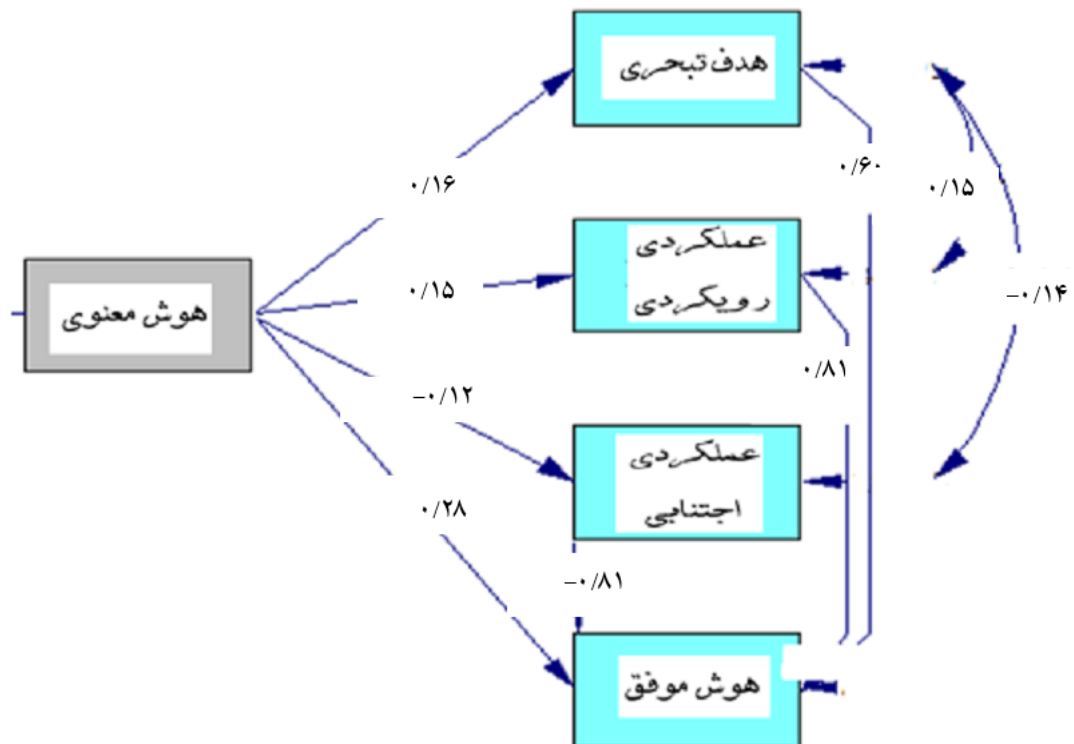 هدف تبحری
۰/۶۰
۰/۱۶
۰/۱۵
عملکردی
رویکردی
۰/۱۵
هوش معنوی
−۰/۱۴
۰/۸۱
−۰/۱۲
عملکردی
اجتنابی
۰/۲۸
−۰/۸۱
هوش موفق